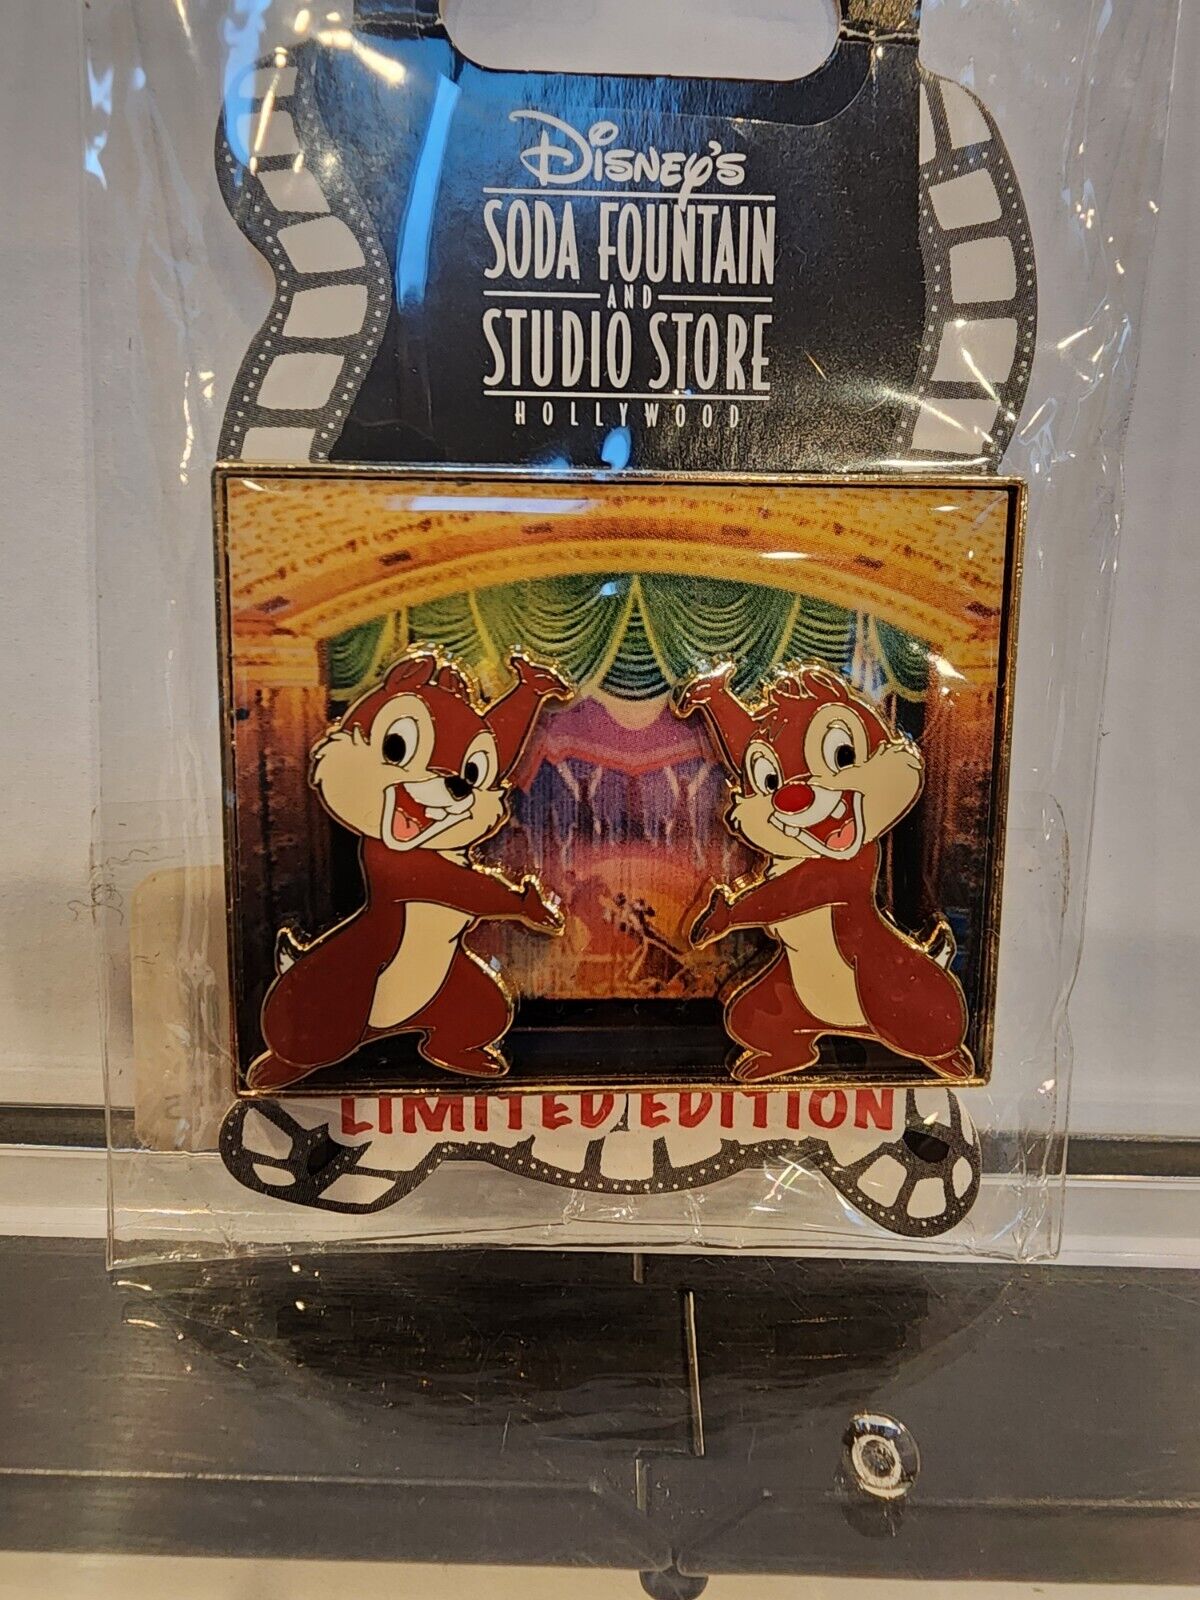 Disney's
SODA FOUNTAIN
AND
STUDIO STORE
HOLLYWOOD
LIMITED EDITION